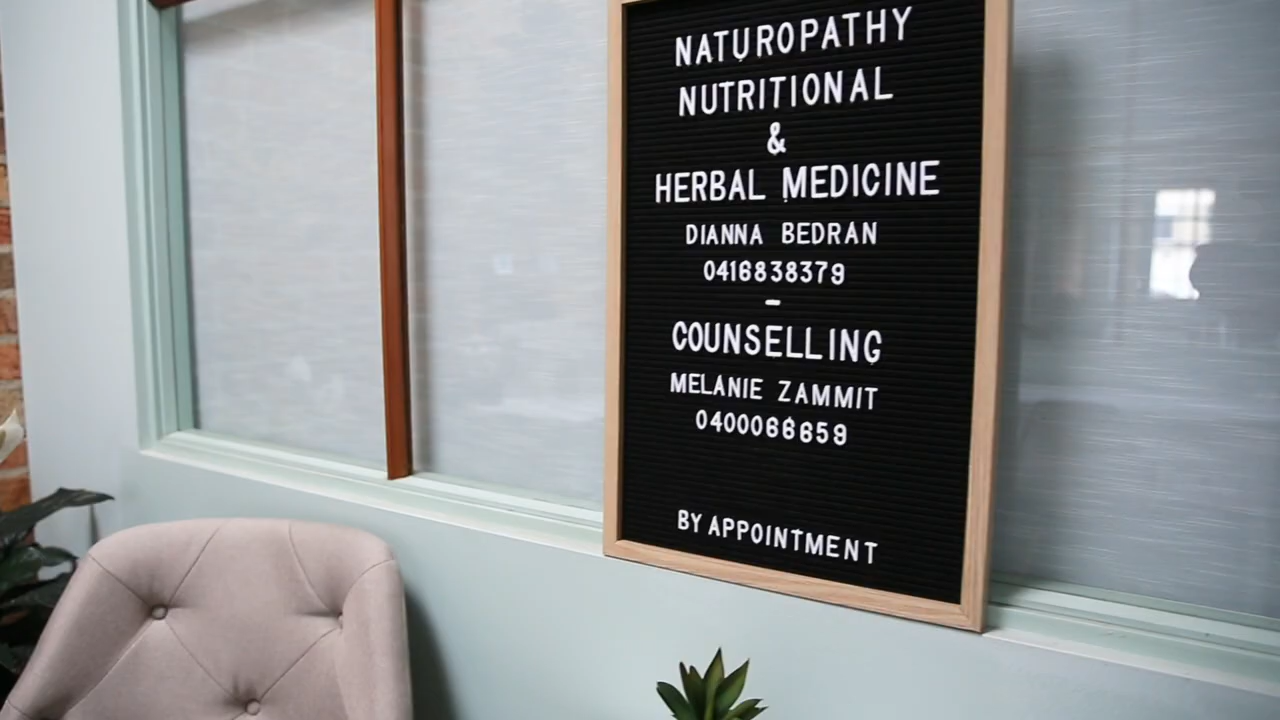 NATUROPATHY
NUTRITIONAL
&
HERBAL MEDICINE
DIANNA BEDRAN
0416838379
-
COUNSELLING
MELANIE ZAMMIT
0400066659
BY APPOINTMENT